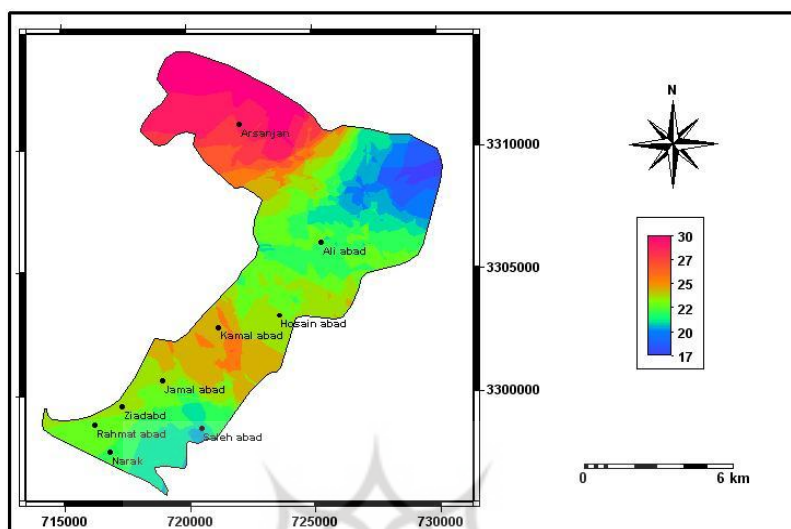 N
Arsanjan
3310000
Ali abad
30
27
25
22
20
17
3305000
Hosain abad
Kamal abad
Jamal abad
3300000
Ziadabd
Rahmat abad
Saleh abad
Narak
0 6 km
715000 720000 725000 730000